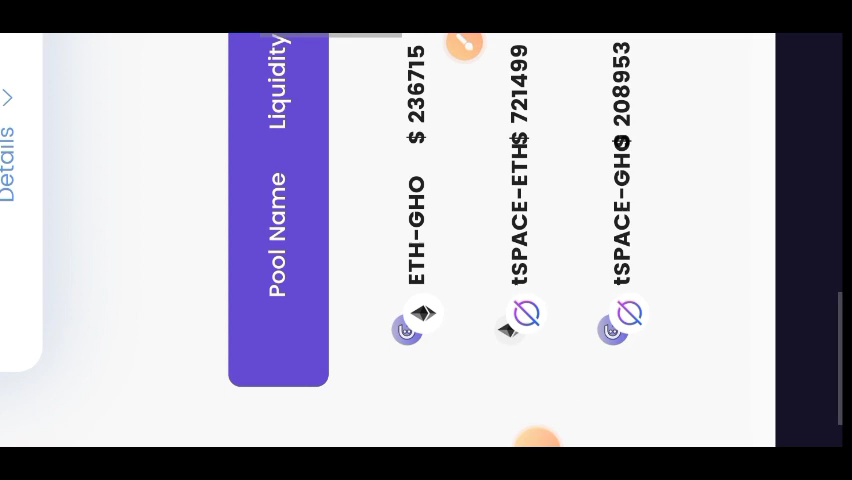 Details
Pool Name Liquidity
ETH-GHO $ 236715
tSPACE-ETH $ 721499
tSPACE-GHO $ 208953